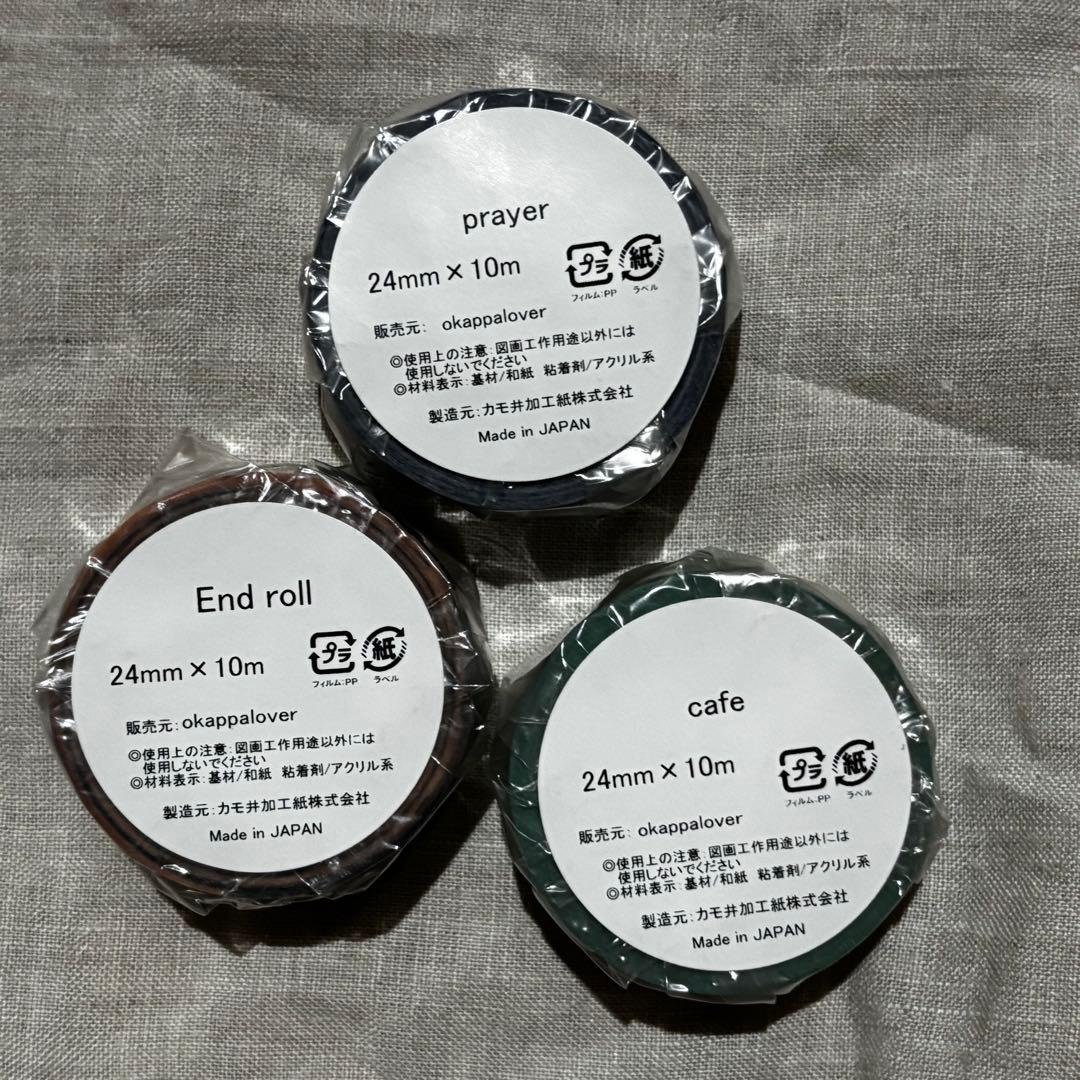 prayer
24mm×10m
プラ 紙
フィルム:PP ラベル
販売元: okappalover
◎使用上の注意:図画工作用途以外には
使用しないでください
◎材料表示:基材/和紙 粘着剤/アクリル系
製造元:カモ井加工紙株式会社
Made in JAPAN
End roll
24mm×10m
プラ 紙
フィルム:PP ラベル
販売元:okappalover
◎使用上の注意:図画工作用途以外には
使用しないでください
◎材料表示:基材/和紙 粘着剤/アクリル系
製造元:カモ井加工紙株式会社
Made in JAPAN
cafe
24mm×10m
プラ 紙
フィルム:PP ラベル
販売元:okappalover
◎使用上の注意:図画工作用途以外には
使用しないでください
◎材料表示:基材/和紙 粘着剤/アクリル系
製造元:カモ井加工紙株式会社
Made in JAPAN